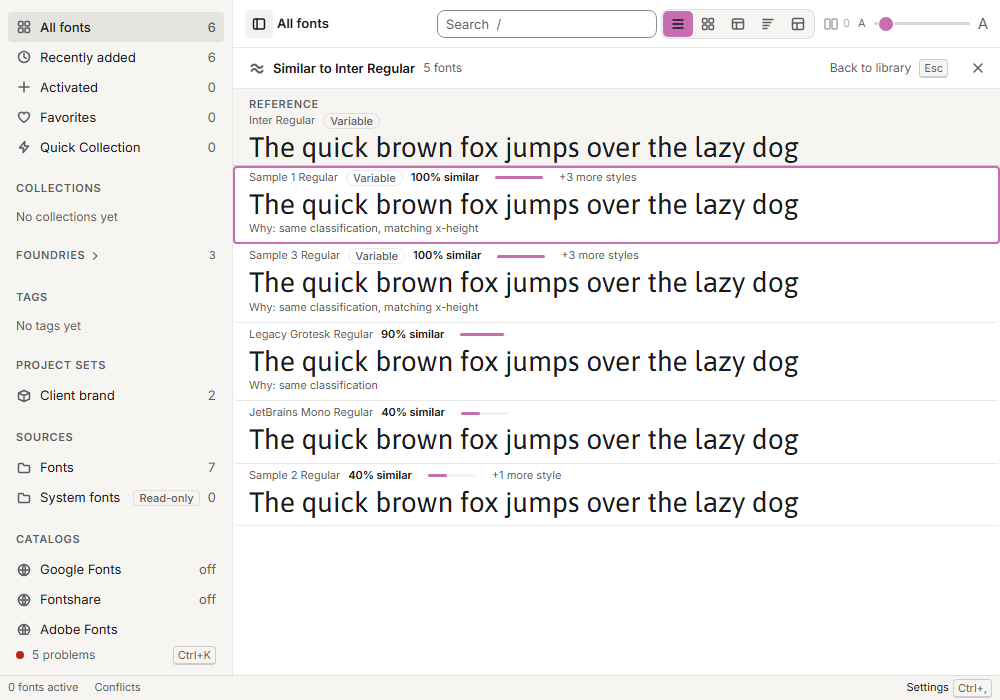 All fonts 6
Recently added 6
Activated 0
Favorites 0
Quick Collection 0
COLLECTIONS
No collections yet
FOUNDRIES 3
TAGS
No tags yet
PROJECT SETS
Client brand 2
SOURCES
Fonts 7
System fonts Read-only 0
CATALOGS
Google Fonts off
Fontshare off
Adobe Fonts
5 problems Ctrl+K
All fonts Search / 0 A A
Similar to Inter Regular 5 fonts Back to library Esc
REFERENCE
Inter Regular Variable
The quick brown fox jumps over the lazy dog
Sample 1 Regular Variable 100% similar +3 more styles
The quick brown fox jumps over the lazy dog
Why: same classification, matching x-height
Sample 3 Regular Variable 100% similar +3 more styles
The quick brown fox jumps over the lazy dog
Why: same classification, matching x-height
Legacy Grotesk Regular 90% similar
The quick brown fox jumps over the lazy dog
Why: same classification
JetBrains Mono Regular 40% similar
The quick brown fox jumps over the lazy dog
Sample 2 Regular 40% similar +1 more style
The quick brown fox jumps over the lazy dog
0 fonts active Conflicts Settings Ctrl+,